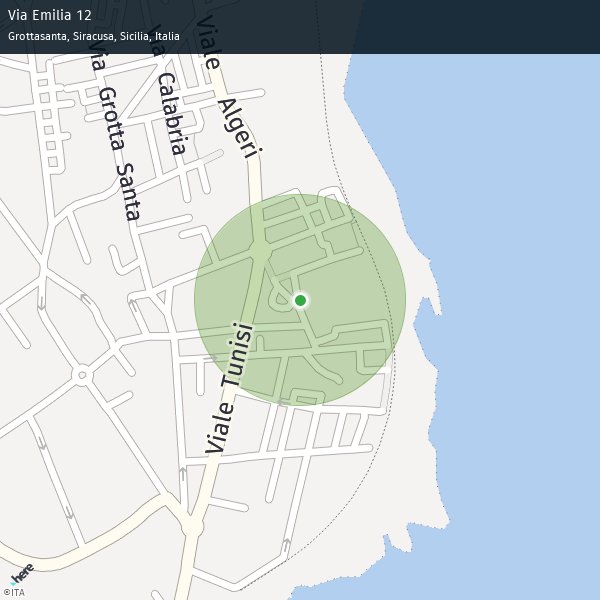 Via Emilia 12
Grottasanta, Siracusa, Sicilia, Italia
Via Grotta Santa
Via Calabria
Viale Algeri
Viale Tunisi
here
©ITA